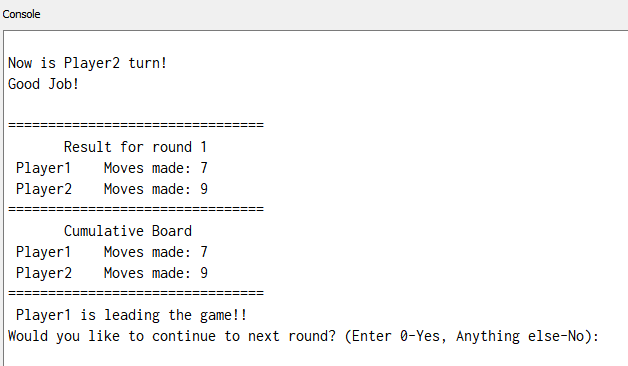 Console
Now is Player2 turn!
Good Job!
================================
Result for round 1
Player1    Moves made: 7
Player2    Moves made: 9
================================
Cumulative Board
Player1    Moves made: 7
Player2    Moves made: 9
================================
Player1 is leading the game!!
Would you like to continue to next round? (Enter 0-Yes, Anything else-No):